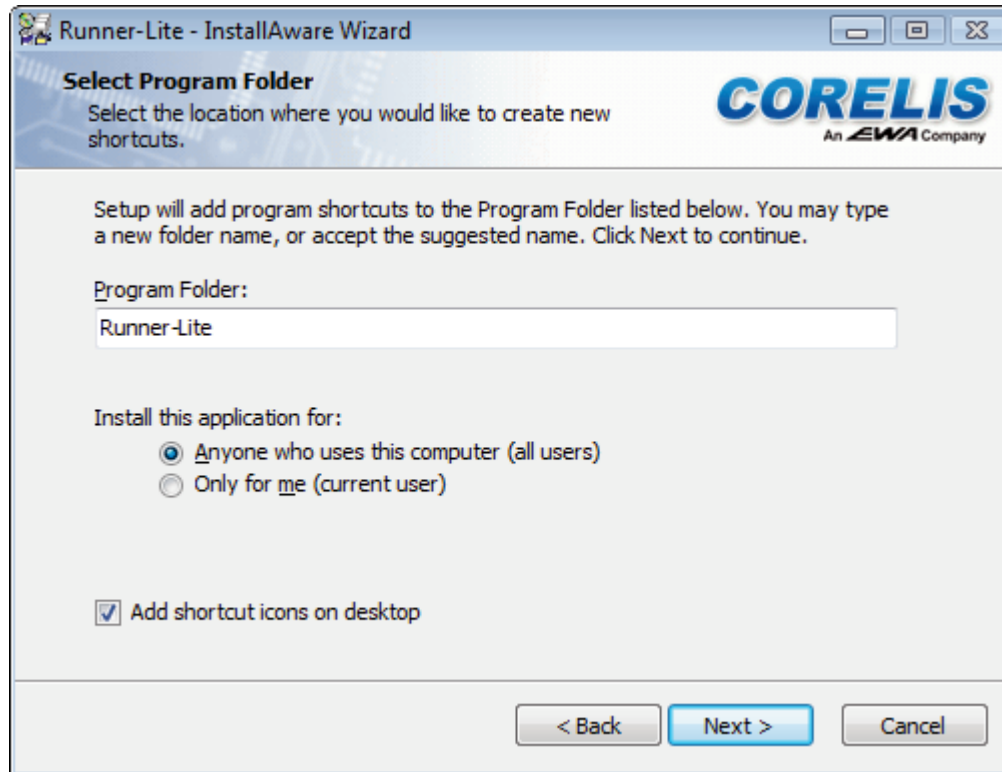 Runner-Lite - InstallAware Wizard
Select Program Folder
Select the location where you would like to create new
shortcuts.
CORELIS
An EWA Company
Setup will add program shortcuts to the Program Folder listed below. You may type
a new folder name, or accept the suggested name. Click Next to continue.
Program Folder:
Runner-Lite
Install this application for:
Anyone who uses this computer (all users)
Only for me (current user)
Add shortcut icons on desktop
< Back Next > Cancel